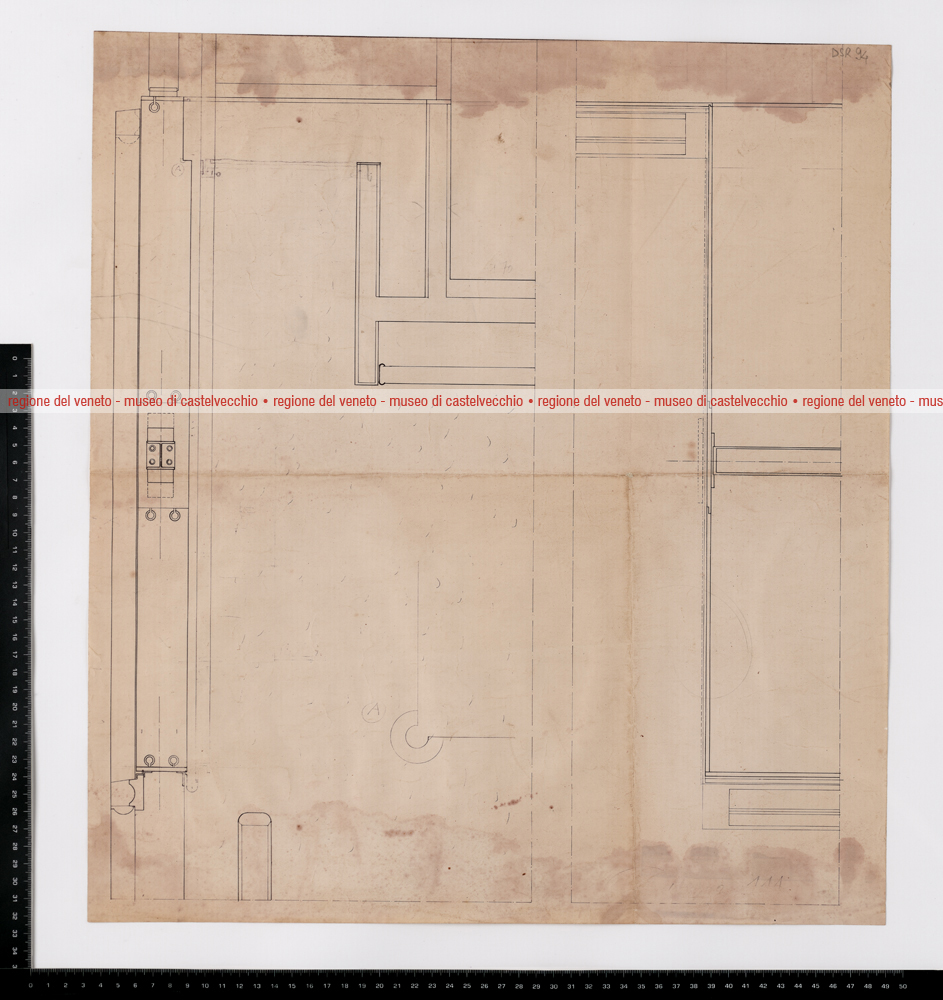 DSR 94
regione del veneto - museo di castelvecchio • regione del veneto - museo di castelvecchio • regione del veneto - museo di castelvecchio • regione del veneto - mus
A
0 1 2 3 4 5 6 7 8 9 10 11 12 13 14 15 16 17 18 19 20 21 22 23 24 25 26 27 28 29 30 31 32 33 34 3
0 1 2 3 4 5 6 7 8 9 10 11 12 13 14 15 16 17 18 19 20 21 22 23 24 25 26 27 28 29 30 31 32 33 34 35 36 37 38 39 40 41 42 43 44 45 46 47 48 49 50